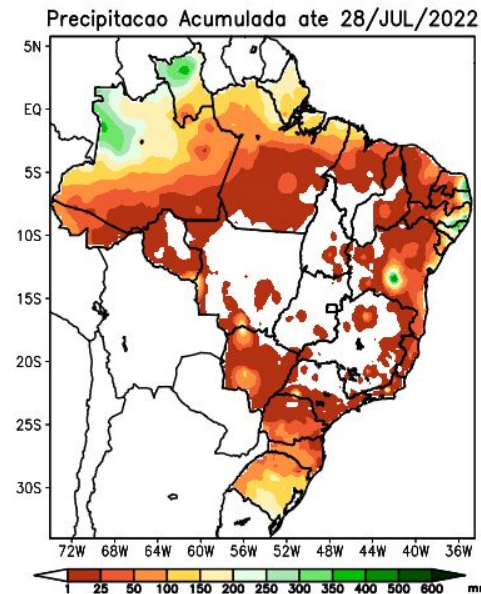 Precipitacao Acumulada ate 28/JUL/2022
5N
EQ
5S
10S
15S
20S
25S
30S
72W 68W 64W 60W 56W 52W 48W 44W 40W 36W
1 25 50 100 150 200 250 300 350 400 500 600 mm